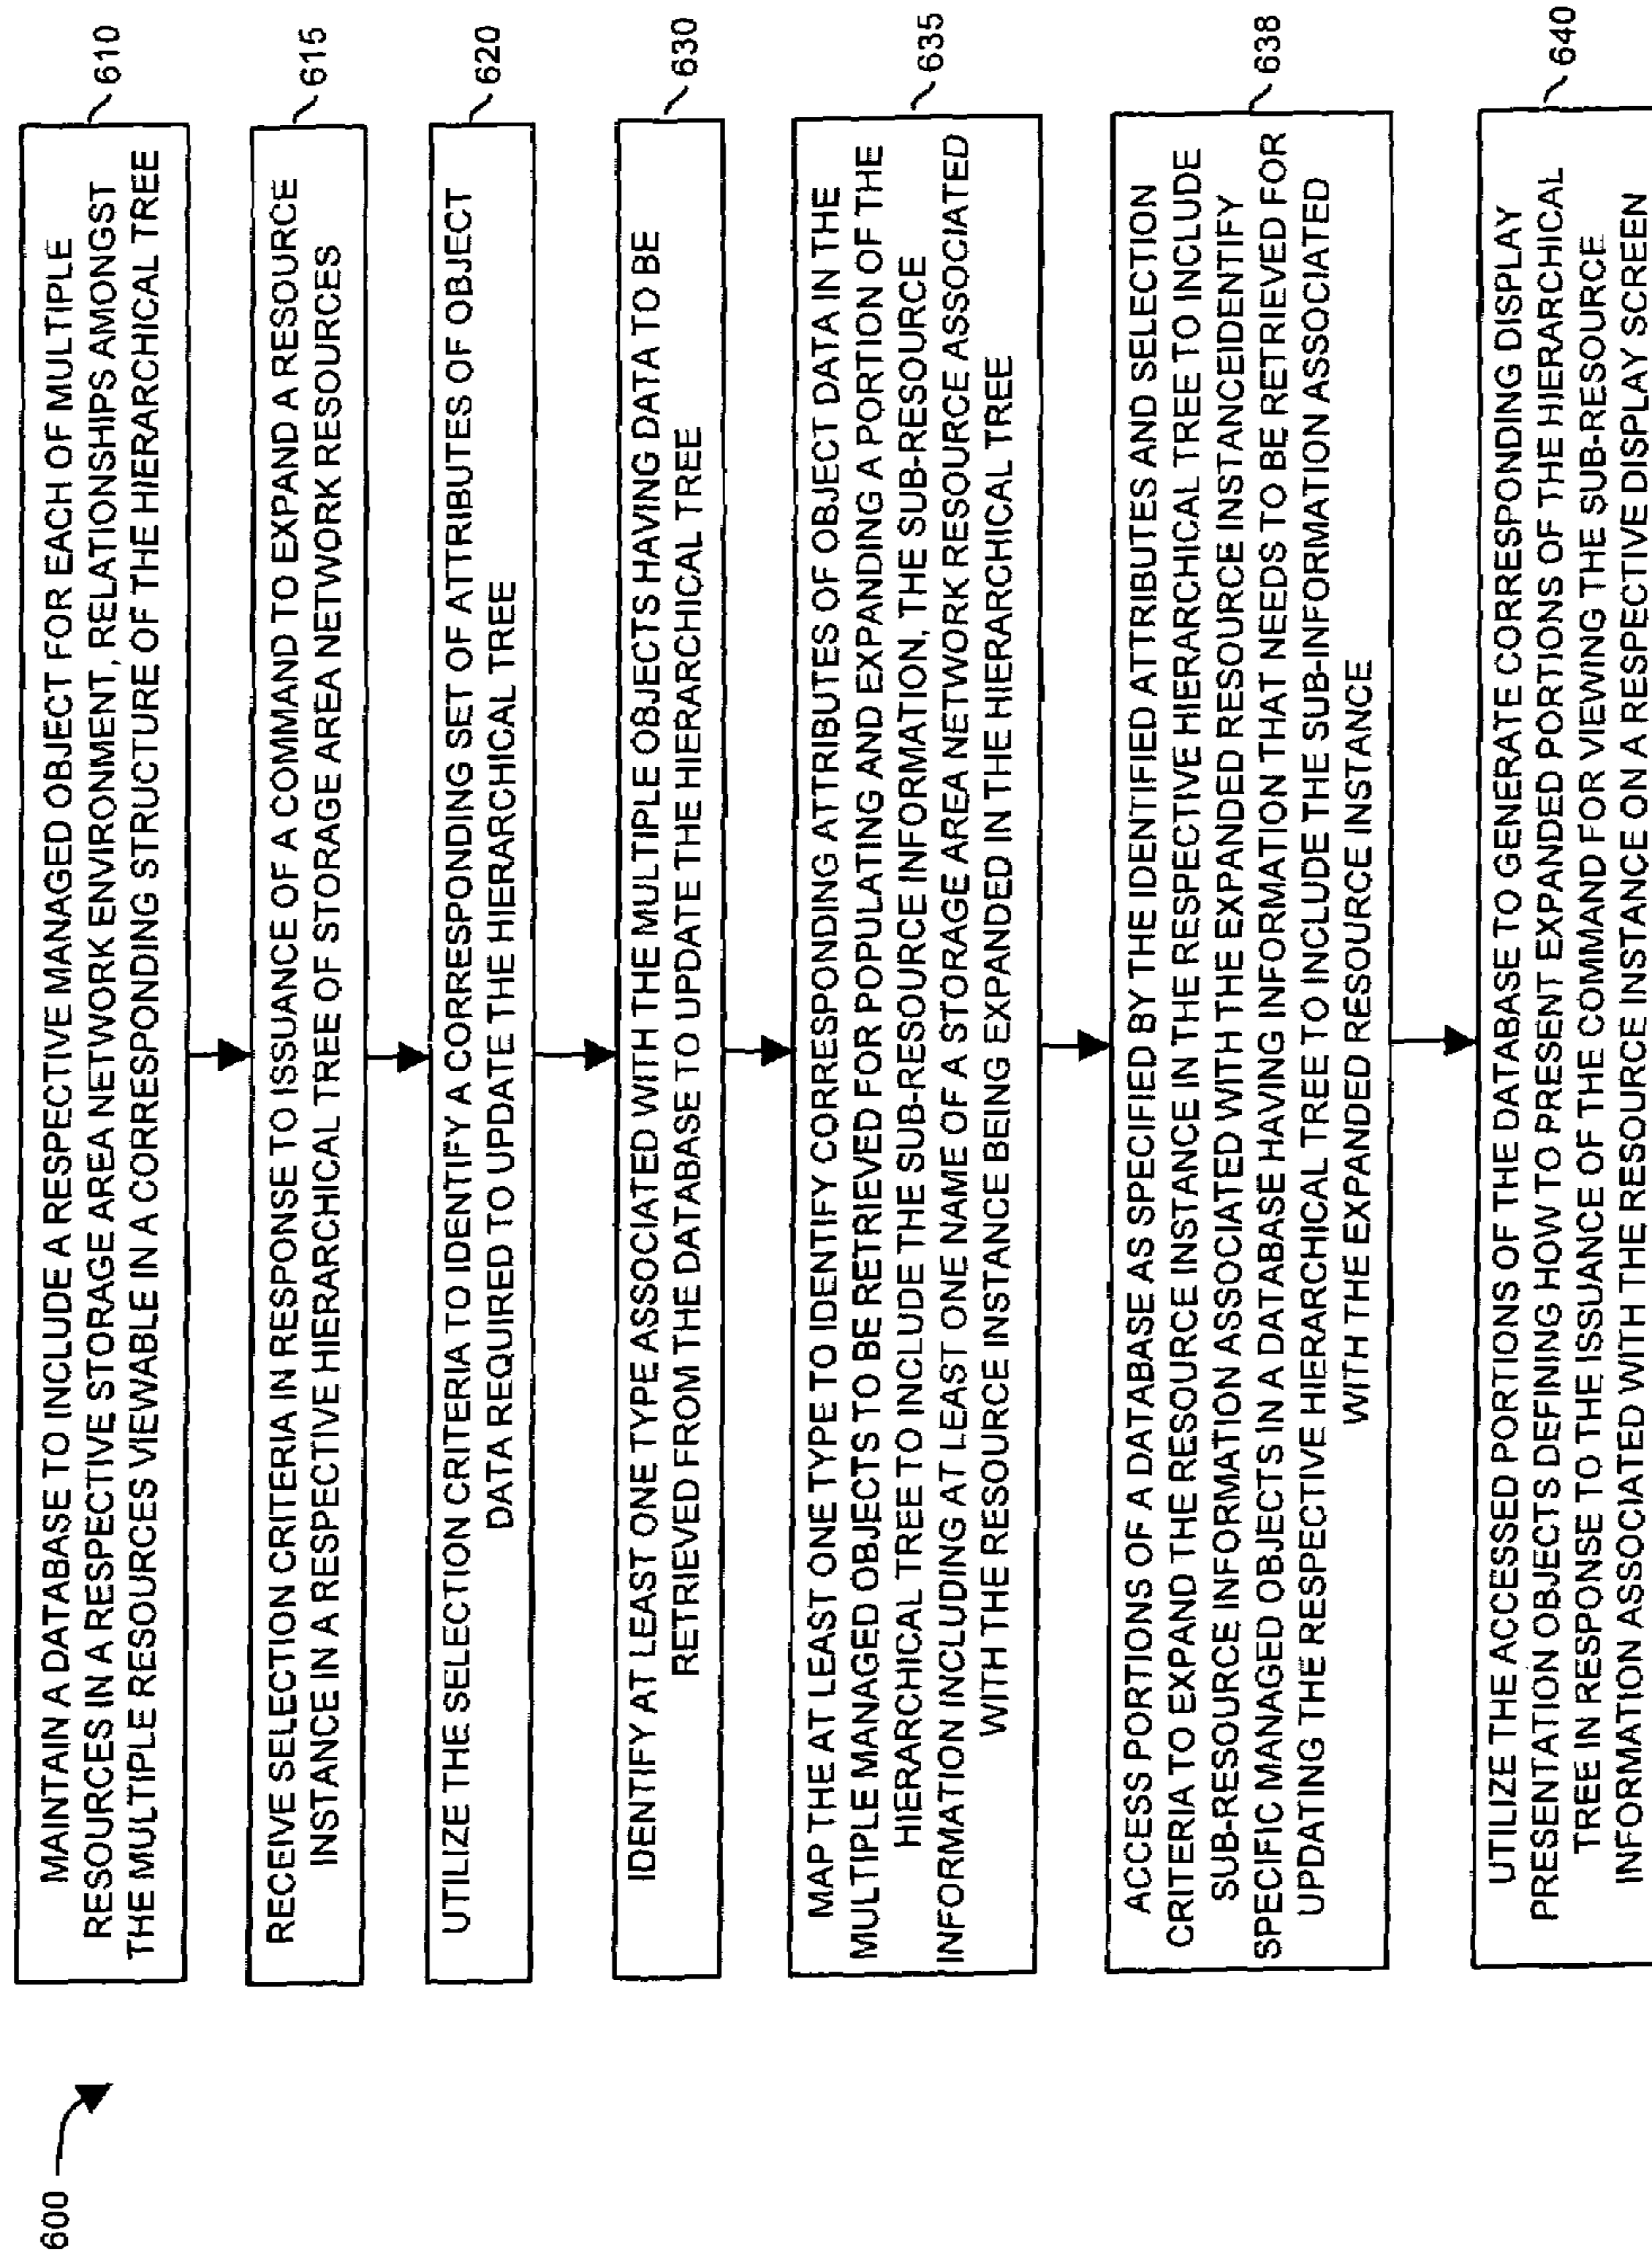 600
MAINTAIN A DATABASE TO INCLUDE A RESPECTIVE MANAGED OBJECT FOR EACH OF MULTIPLE
RESOURCES IN A RESPECTIVE STORAGE AREA NETWORK ENVIRONMENT, RELATIONSHIPS AMONGST
THE MULTIPLE RESOURCES VIEWABLE IN A CORRESPONDING STRUCTURE OF THE HIERARCHICAL TREE
610
RECEIVE SELECTION CRITERIA IN RESPONSE TO ISSUANCE OF A COMMAND TO EXPAND A RESOURCE
INSTANCE IN A RESPECTIVE HIERARCHICAL TREE OF STORAGE AREA NETWORK RESOURCES
615
UTILIZE THE SELECTION CRITERIA TO IDENTIFY A CORRESPONDING SET OF ATTRIBUTES OF OBJECT
DATA REQUIRED TO UPDATE THE HIERARCHICAL TREE
620
IDENTIFY AT LEAST ONE TYPE ASSOCIATED WITH THE MULTIPLE OBJECTS HAVING DATA TO BE
RETRIEVED FROM THE DATABASE TO UPDATE THE HIERARCHICAL TREE
630
MAP THE AT LEAST ONE TYPE TO IDENTIFY CORRESPONDING ATTRIBUTES OF OBJECT DATA IN THE
MULTIPLE MANAGED OBJECTS TO BE RETRIEVED FOR POPULATING AND EXPANDING A PORTION OF THE
HIERARCHICAL TREE TO INCLUDE THE SUB-RESOURCE INFORMATION, THE SUB-RESOURCE
INFORMATION INCLUDING AT LEAST ONE NAME OF A STORAGE AREA NETWORK RESOURCE ASSOCIATED
WITH THE RESOURCE INSTANCE BEING EXPANDED IN THE HIERARCHICAL TREE
635
ACCESS PORTIONS OF A DATABASE AS SPECIFIED BY THE IDENTIFIED ATTRIBUTES AND SELECTION
CRITERIA TO EXPAND THE RESOURCE INSTANCE IN THE RESPECTIVE HIERARCHICAL TREE TO INCLUDE
SUB-RESOURCE INFORMATION ASSOCIATED WITH THE EXPANDED RESOURCE INSTANCEIDENTIFY
SPECIFIC MANAGED OBJECTS IN A DATABASE HAVING INFORMATION THAT NEEDS TO BE RETRIEVED FOR
UPDATING THE RESPECTIVE HIERARCHICAL TREE TO INCLUDE THE SUB-INFORMATION ASSOCIATED
WITH THE EXPANDED RESOURCE INSTANCE
638
UTILIZE THE ACCESSED PORTIONS OF THE DATABASE TO GENERATE CORRESPONDING DISPLAY
PRESENTATION OBJECTS DEFINING HOW TO PRESENT EXPANDED PORTIONS OF THE HIERARCHICAL
TREE IN RESPONSE TO THE ISSUANCE OF THE COMMAND FOR VIEWING THE SUB-RESOURCE
INFORMATION ASSOCIATED WITH THE RESOURCE INSTANCE ON A RESPECTIVE DISPLAY SCREEN
640